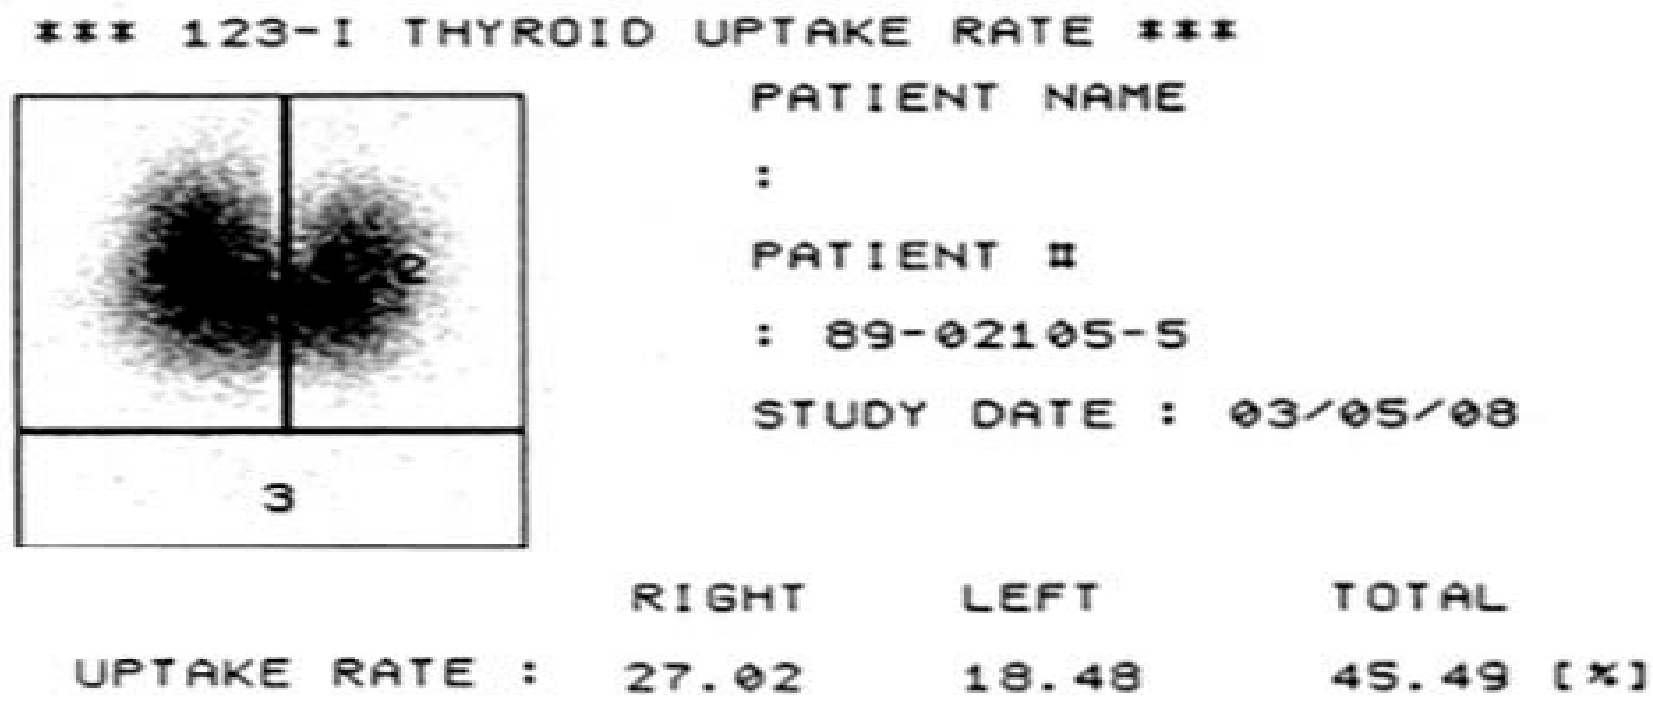 *** 123-I THYROID UPTAKE RATE ***
PATIENT NAME
:
PATIENT #
: 89-02105-5
STUDY DATE : 03/05/08
2
3
RIGHT LEFT TOTAL
UPTAKE RATE : 27.02 18.48 45.49 [%]